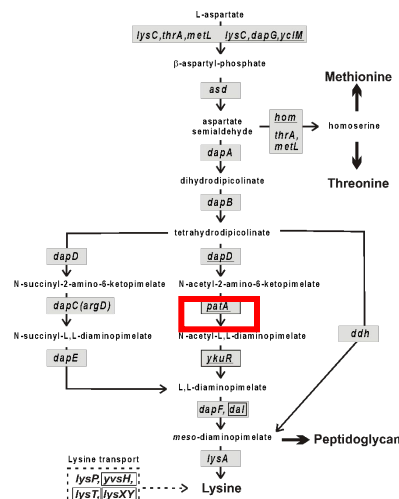 L-aspartate
lysC,thrA,metL lysC,dapG,yclM
β-aspartyl-phosphate
asd
Methionine
aspartate
semialdehyde
hom
thrA,
metL
homoserine
dapA
Threonine
dihydrodipicolinate
dapB
tetrahydrodipicolinate
dapD
dapD
N-succinyl-2-amino-6-ketopimelate
N-acetyl-2-amino-6-ketopimelate
dapC(argD)
patA
ddh
N-succinyl-L,L-diaminopimelate
N-acetyl-L,L-diaminopimelate
dapE
ykuR
L,L-diaminopimelate
dapF, dal
meso-diaminopimelate
Peptidoglycan
lysA
Lysine transport
lysP, yvsH,
lysT, lysXY
Lysine